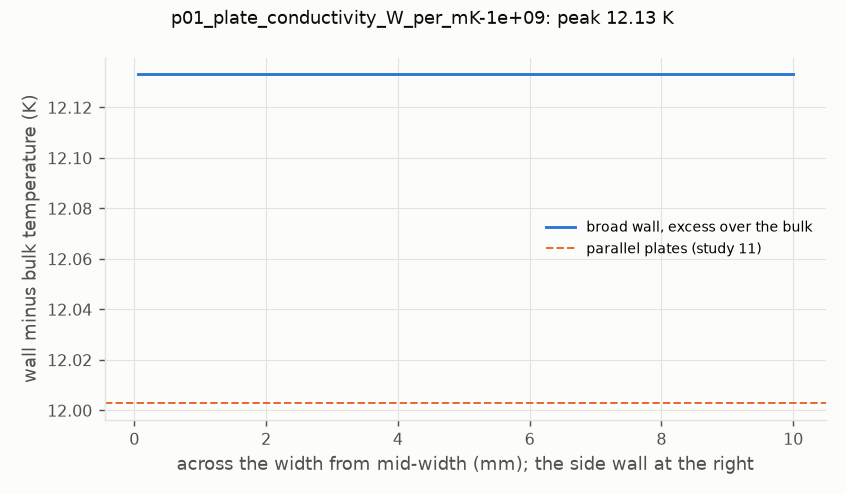 p01_plate_conductivity_W_per_mK-1e+09: peak 12.13 K
wall minus bulk temperature (K)
12.12
12.10
12.08
12.06
12.04
12.02
12.00
broad wall, excess over the bulk
parallel plates (study 11)
0 2 4 6 8 10
across the width from mid-width (mm); the side wall at the right